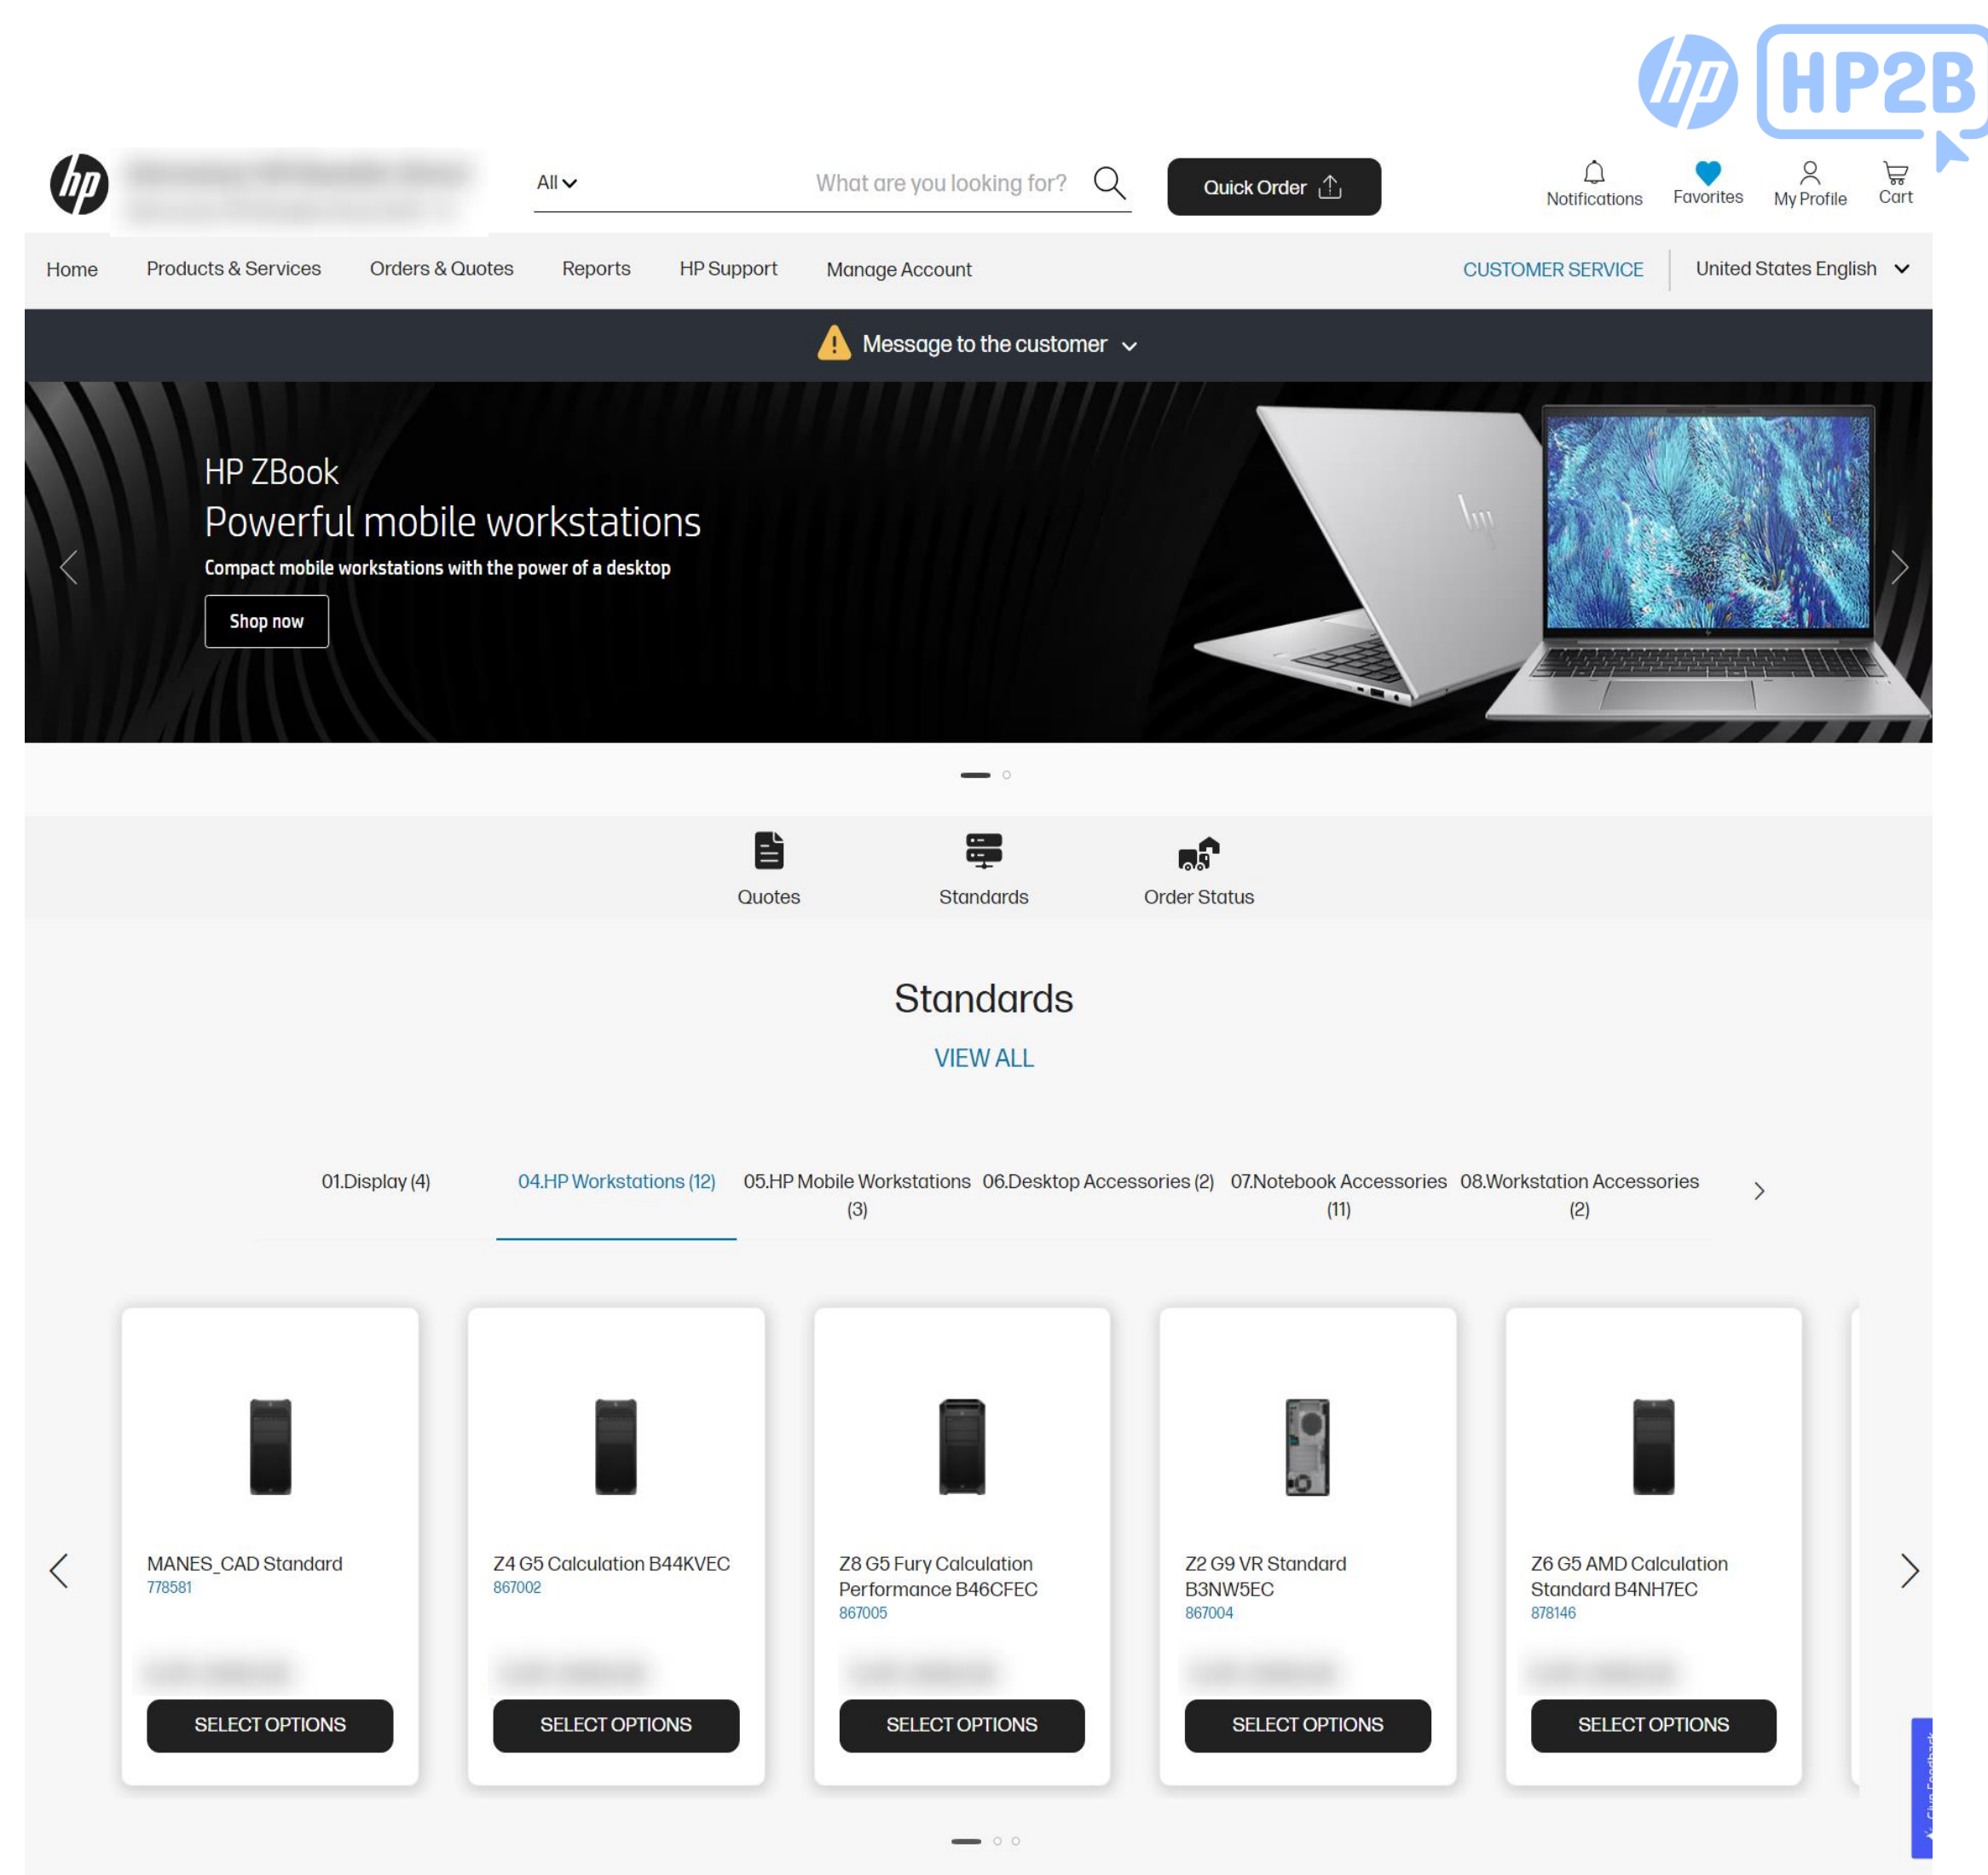 hp HP2B
hp
All
What are you looking for?
Quick Order
Notifications
Favorites
My Profile
Cart
Home
Products & Services
Orders & Quotes
Reports
HP Support
Manage Account
CUSTOMER SERVICE
United States English
Message to the customer
HP ZBook
Powerful mobile workstations
Compact mobile workstations with the power of a desktop
Shop now
hp
Quotes
Standards
Order Status
Standards
VIEW ALL
01.Display (4)
04.HP Workstations (12)
05.HP Mobile Workstations
(3)
06.Desktop Accessories (2)
07.Notebook Accessories
(11)
08.Workstation Accessories
(2)
MANES_CAD Standard
778581
SELECT OPTIONS
Z4 G5 Calculation B44KVEC
867002
SELECT OPTIONS
Z8 G5 Fury Calculation
Performance B46CFEC
867005
SELECT OPTIONS
Z2 G9 VR Standard
B3NW5EC
867004
SELECT OPTIONS
Z6 G5 AMD Calculation
Standard B4NH7EC
878146
SELECT OPTIONS
Give Feedback